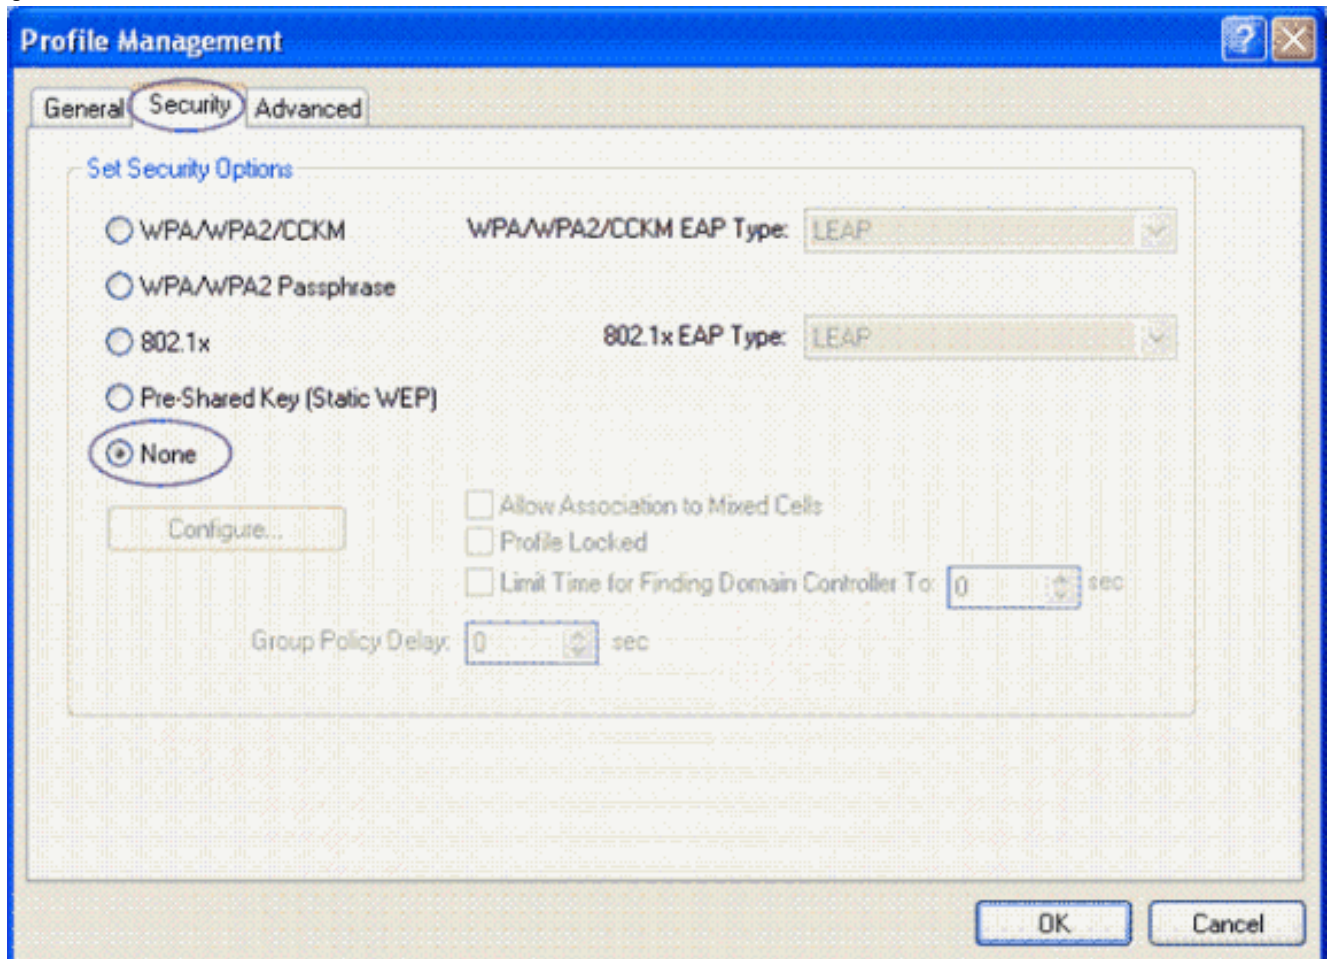 Profile Management
General Security Advanced
Set Security Options
WPA/WPA2/CCKM WPA/WPA2/CCKM EAP Type: LEAP
WPA/WPA2 Passphrase
802.1x 802.1x EAP Type: LEAP
Pre-Shared Key (Static WEP)
None
Allow Association to Mixed Cells
Configure... Profile Locked
Limit Time for Finding Domain Controller To: 0 sec
Group Policy Delay: 0 sec
OK Cancel